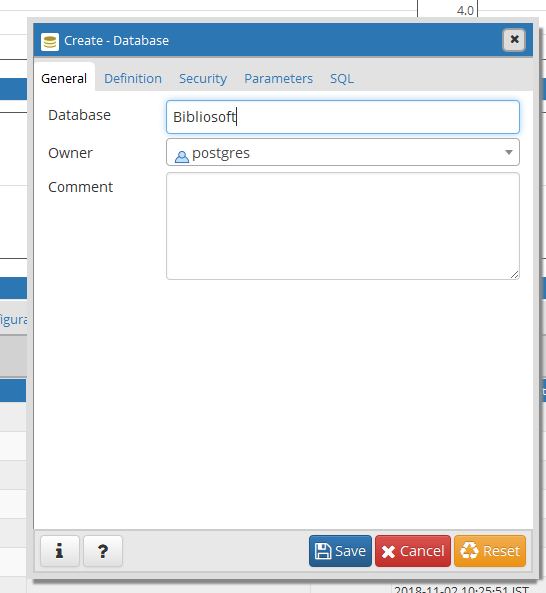 4.0
Create - Database
General Definition Security Parameters SQL
Database Bibliosoft
Owner postgres
Comment
figura
i ? Save Cancel Reset
2018-11-02 10:25:51 IST